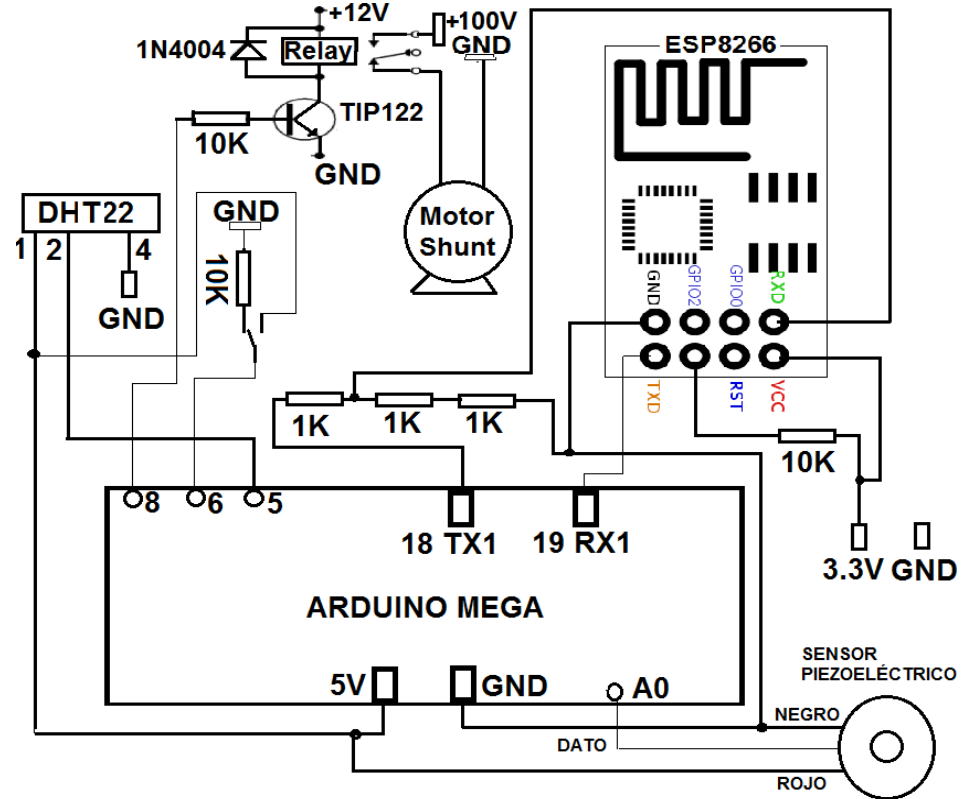 +12V
+100V
GND
1N4004
Relay
ESP8266
TIP122
10K
GND
DHT22
1
2
4
GND
GND
10K
Motor
Shunt
GND
GPIO2
GPIO0
RXD
TXD
RST
VCC
1K
1K
1K
10K
8
6
5
18 TX1
19 RX1
3.3V
GND
ARDUINO MEGA
5V
GND
A0
SENSOR
PIEZOELÉCTRICO
NEGRO
DATO
ROJO